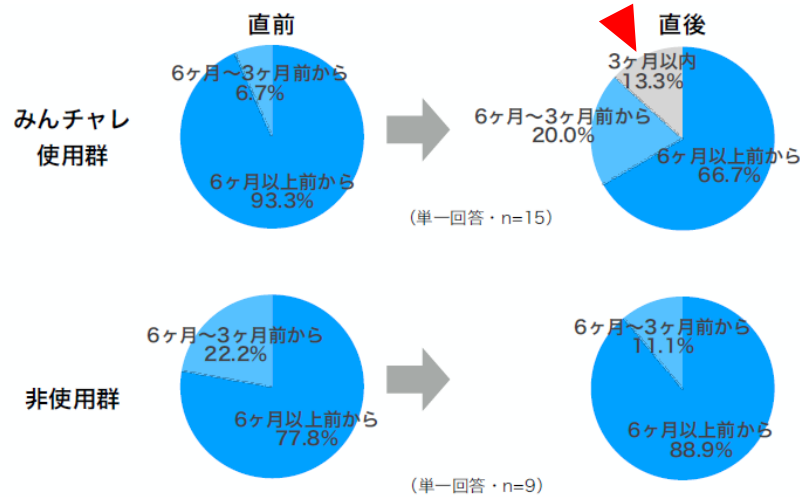 直前
直後
みんチャレ
使用群
6ヶ月〜3ヶ月前から
6.7%
6ヶ月以上前から
93.3%
3ヶ月以内
13.3%
6ヶ月〜3ヶ月前から
20.0%
6ヶ月以上前から
66.7%
（単一回答・n=15）
非使用群
6ヶ月〜3ヶ月前から
22.2%
6ヶ月以上前から
77.8%
6ヶ月〜3ヶ月前から
11.1%
6ヶ月以上前から
88.9%
（単一回答・n=9）